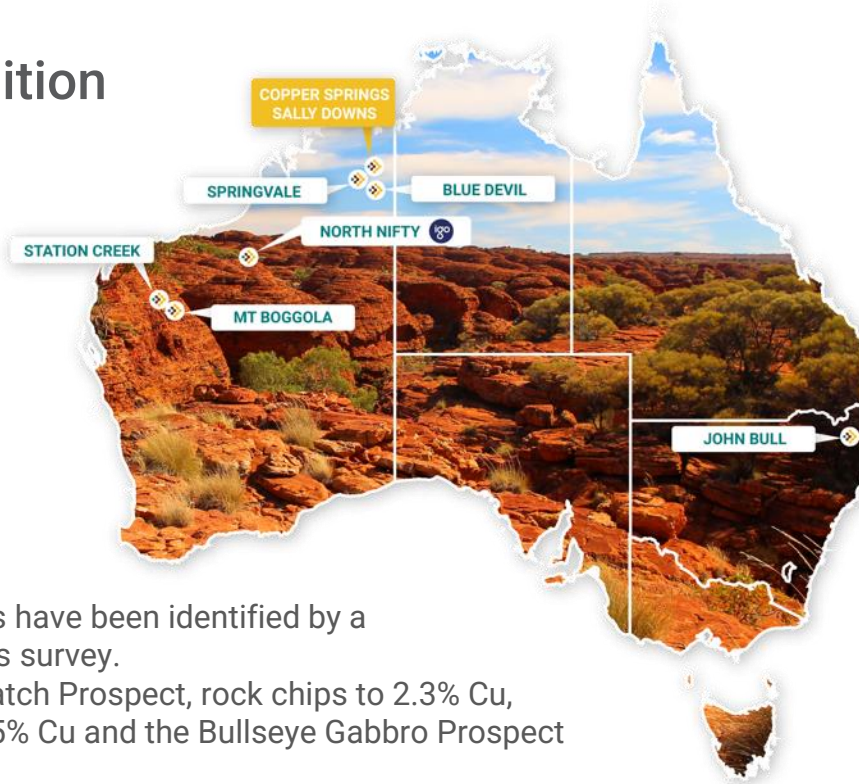 ition
COPPER SPRINGS
SALLY DOWNS
SPRINGVALE
BLUE DEVIL
NORTH NIFTY igo
STATION CREEK
MT BOGGOLA
JOHN BULL
s have been identified by a
s survey.
atch Prospect, rock chips to 2.3% Cu,
5% Cu and the Bullseye Gabbro Prospect